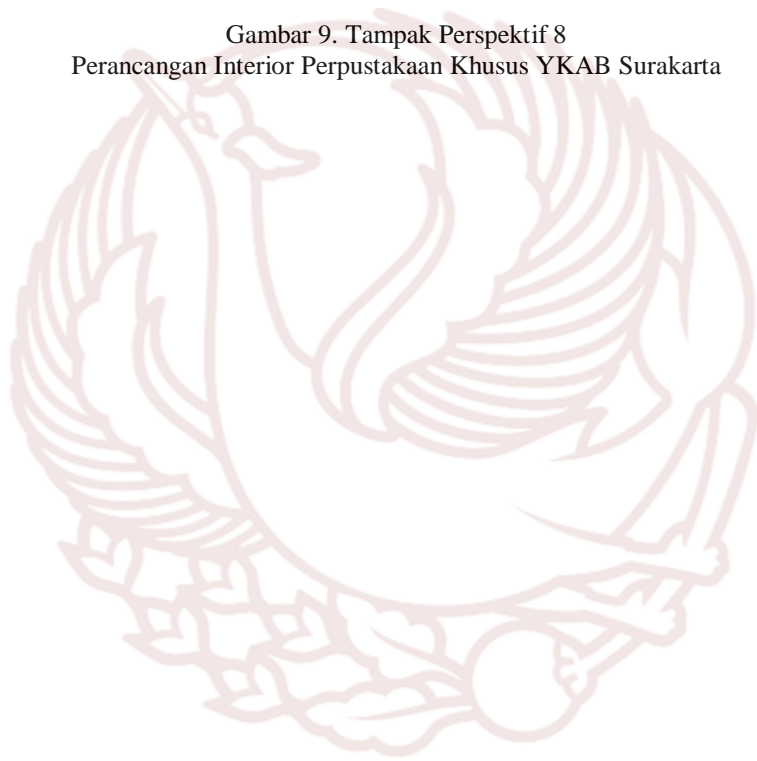 Gambar 9. Tampak Perspektif 8
Perancangan Interior Perpustakaan Khusus YKAB Surakarta